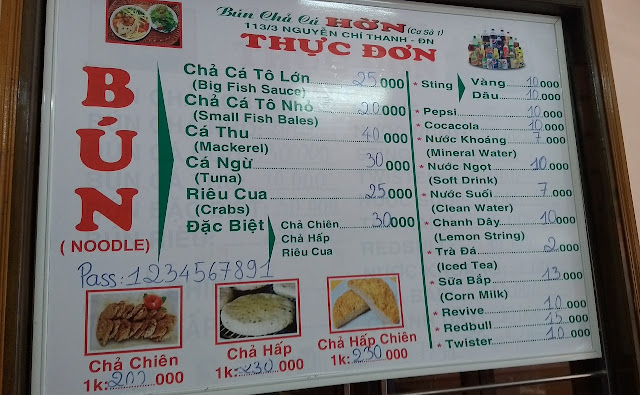 Bún Chả Cá HỜN (Cơ Sở 1)
113/3 NGUYỄN CHÍ THANH - ĐN
THỰC ĐƠN
BÚN
( NOODLE)
Chả Cá Tô Lớn 25.000
(Big Fish Sauce)
Chả Cá Tô Nhỏ 20.000
(Small Fish Bales)
Cá Thu 40.000
(Mackerel)
Cá Ngừ 30.000
(Tuna)
Riêu Cua 25.000
(Crabs)
Đặc Biệt Chả Chiên 30.000
Chả Hấp
Riêu Cua
Pass: 1234567891
Chả Chiên
1k: 200.000
Chả Hấp
1k: 230.000
Chả Hấp Chiên
1k: 230.000
* Sting Vàng 10.000
Dâu 10.000
* Pepsi 10.000
* Cocacola 10.000
* Nước Khoáng 7.000
(Mineral Water)
* Nước Ngọt 10.000
(Soft Drink)
* Nước Suối 7.000
(Clean Water)
* Chanh Dây 10.000
(Lemon String)
* Trà Đá 2.000
(Iced Tea)
* Sữa Bắp 13.000
(Corn Milk)
* Revive 10.000
* Redbull 15.000
* Twister 10.000